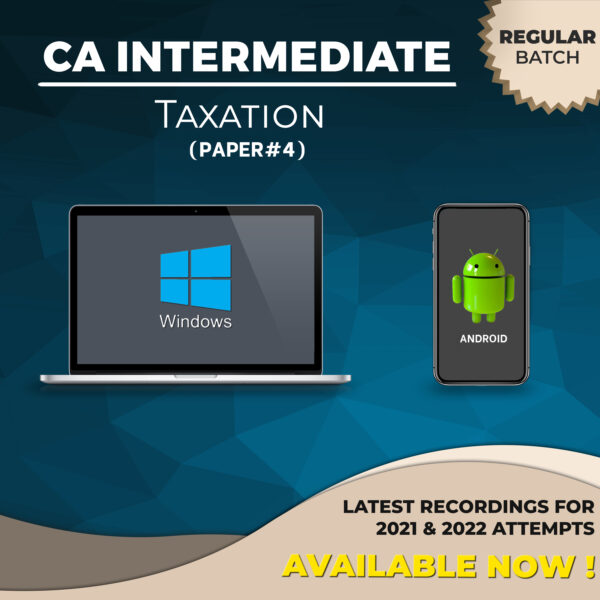 CA INTERMEDIATE
REGULAR
BATCH
TAXATION
(PAPER#4)
Windows
ANDROID
LATEST RECORDINGS FOR
2021 & 2022 ATTEMPTS
AVAILABLE NOW !